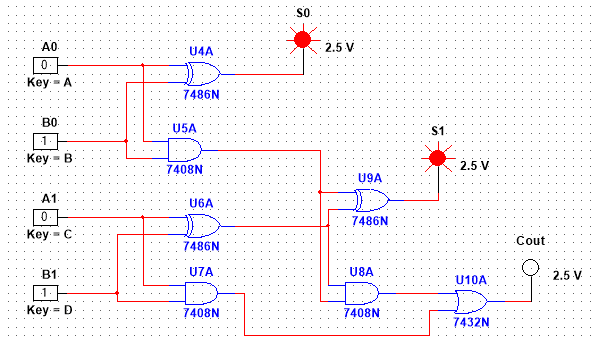 S0
2.5 V
A0
0
Key = A
U4A
7486N
B0
1
Key = B
U5A
7408N
S1
2.5 V
U9A
7486N
A1
0
Key = C
U6A
7486N
B1
1
Key = D
U7A
7408N
U8A
7408N
Cout
2.5 V
U10A
7432N